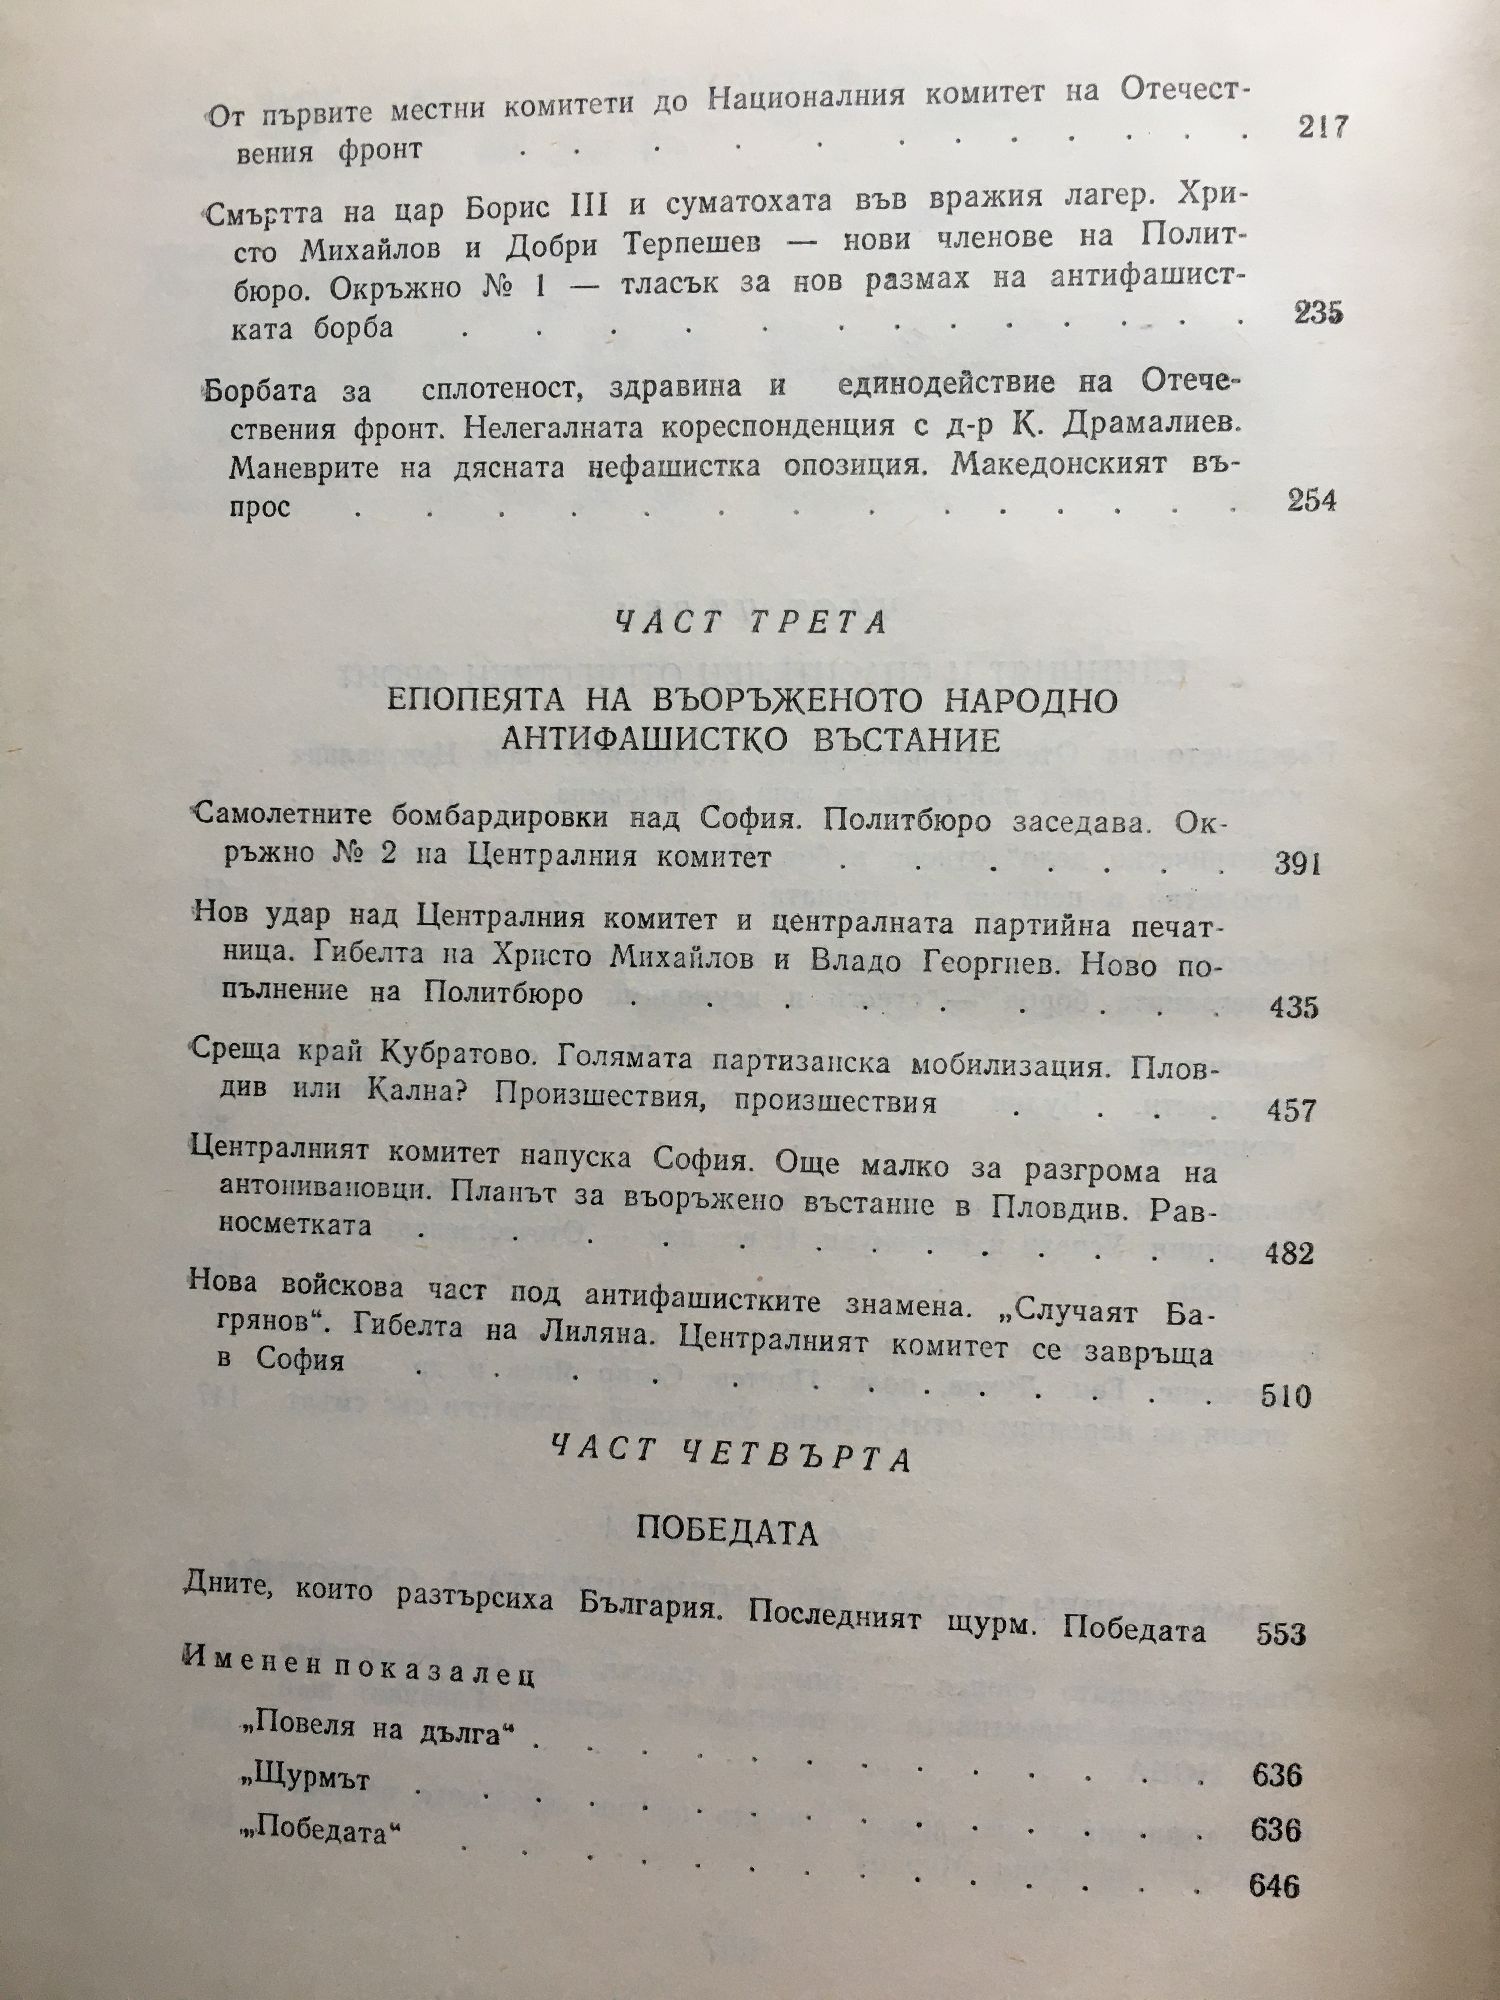 От първите местни комитети до Националния комитет на Отечест-
вения фронт . . . . . . . . . . . 217
Смъртта на цар Борис III и суматохата във вражия лагер. Хри-
сто Михайлов и Добри Терпешев — нови членове на Полит-
бюро. Окръжно № 1 — тласък за нов размах на антифашист-
ката борба . . . . . . . . . . . . . 235
Борбата за сплотеност, здравина и единодействие на Отече-
ствения фронт. Нелегалната кореспонденция с д-р К. Драмалиев.
Маневрите на дясната нефашистка опозиция. Македонският въ-
прос . . . . . . . . . . . . . . 254
ЧАСТ ТРЕТА
ЕПОПЕЯТА НА ВЪОРЪЖЕНОТО НАРОДНО
АНТИФАШИСТКО ВЪСТАНИЕ
Самолетните бомбардировки над София. Политбюро заседава. Ок-
ръжно № 2 на Централния комитет . . . . . . . 391
Нов удар над Централния комитет и централната партийна печат-
ница. Гибелта на Христо Михайлов и Владо Георгиев. Ново по-
пълнение на Политбюро . . . . . . . . . 435
Среща край Кубратово. Голямата партизанска мобилизация. Плов-
див или Кална? Произшествия, произшествия . . . . 457
Централният комитет напуска София. Още малко за разгрома на
антонивановци. Планът за въоръжено въстание в Пловдив. Рав-
носметката . . . . . . . . . . . . 482
Нова войскова част под антифашистките знамена. „Случаят Ба-
грянов“. Гибелта на Лиляна. Централният комитет се завръща
в София . . . . . . . . . . . . 510
ЧАСТ ЧЕТВЪРТА
ПОБЕДАТА
Дните, които разтърсиха България. Последният щурм. Победата 553
Именен показалец
„Повеля на дълга“ . . . . . . . . . . . . . 636
„Щурмът . . . . . . . . . . . . . . 636
„Победата“ . . . . . . . . . . . . . 646